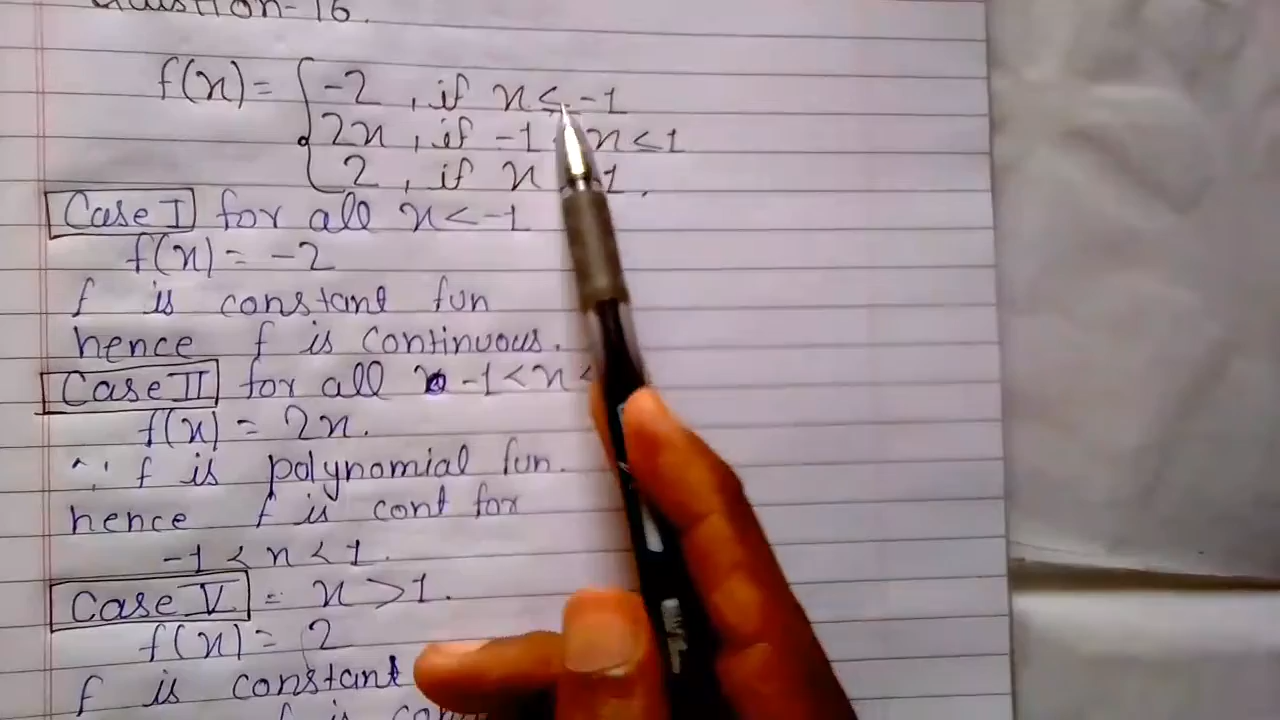 Question-16.
f(x) = { -2 , if x ≤ -1
2x , if -1 x < 1
2 , if x 1.
Case I for all x < -1
f(x) = -2
f is constant fun
hence f is continuous.
Case II for all -1 < x <
f(x) = 2x.
∵ f is polynomial fun.
hence f is cont for
-1 < x < 1.
Case V = x > 1.
f(x) = 2
f is constant
f is